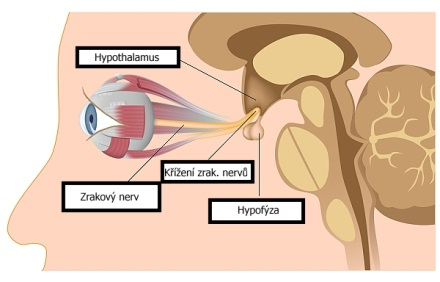 Hypothalamus
Křížení zrak. nervů
Zrakový nerv
Hypofýza